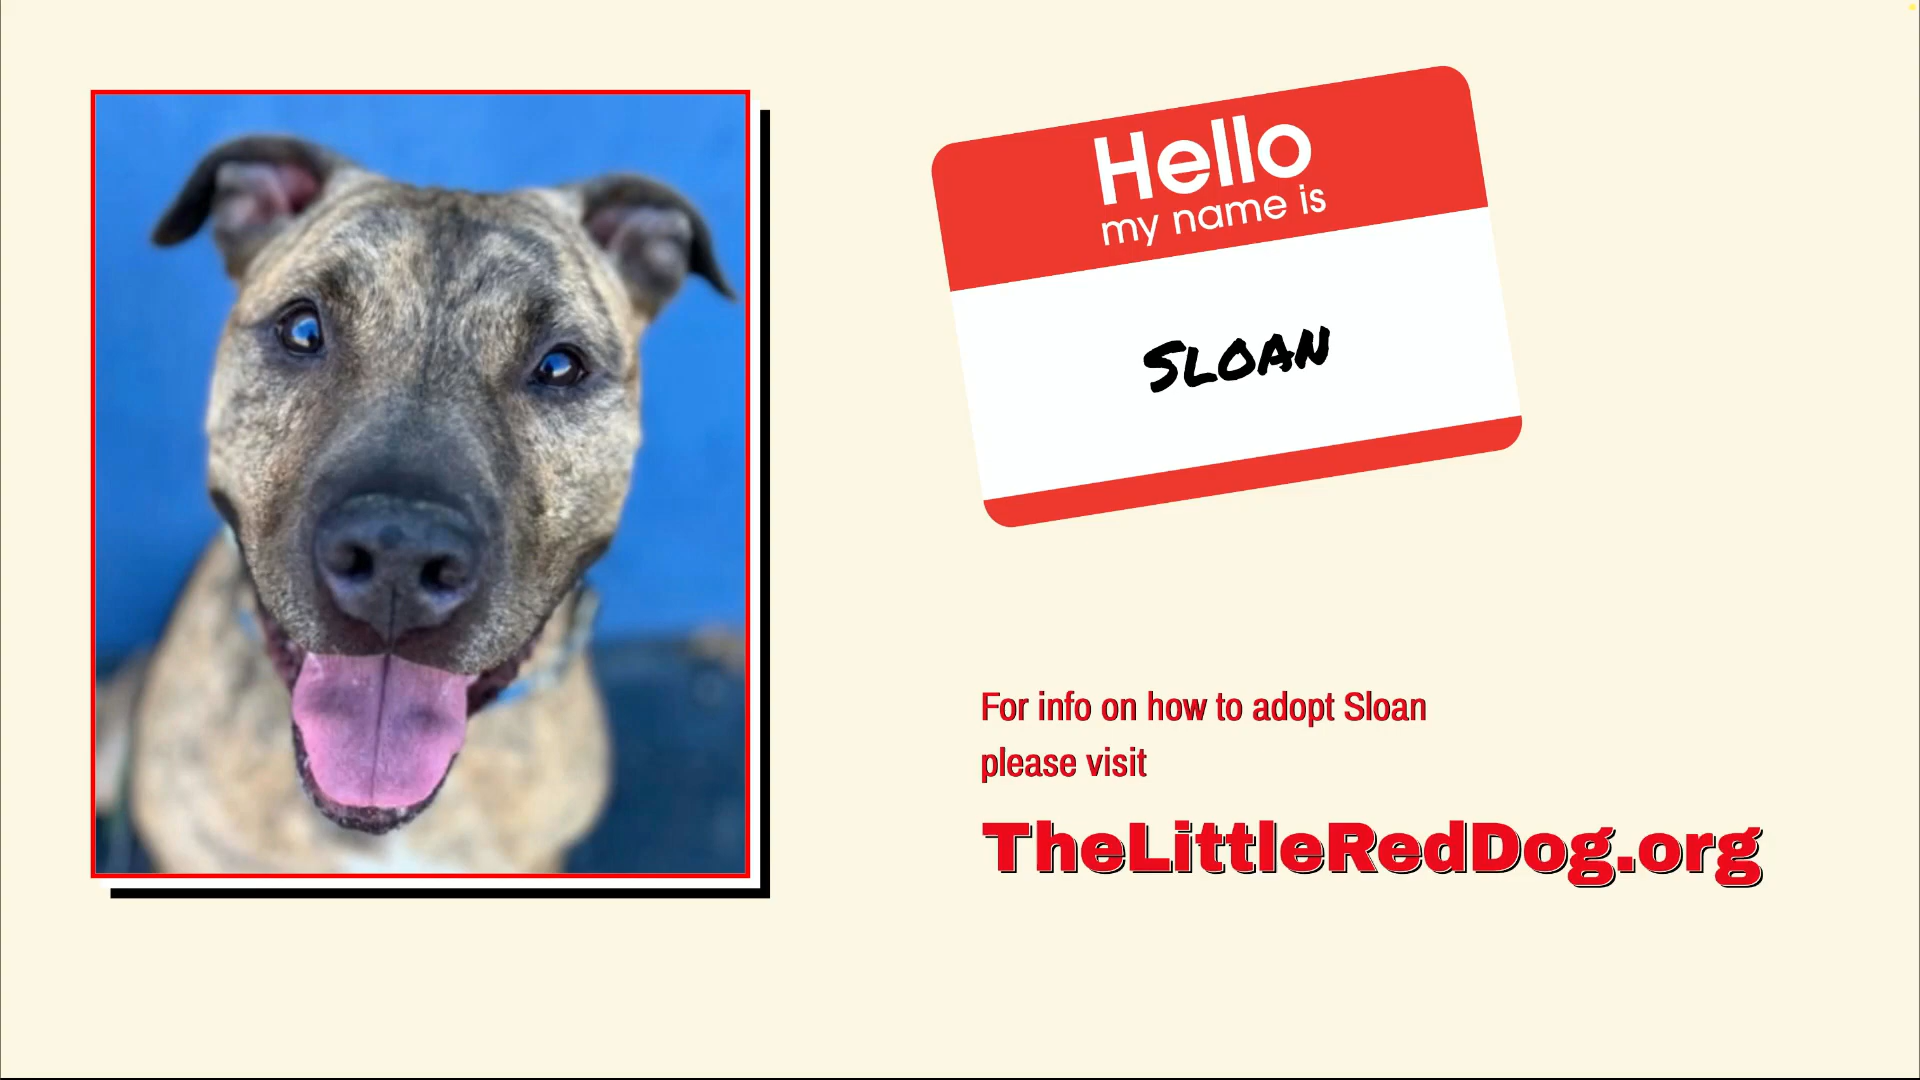 Hello
my name is
SLOAN
For info on how to adopt Sloan
please visit
TheLittleRedDog.org